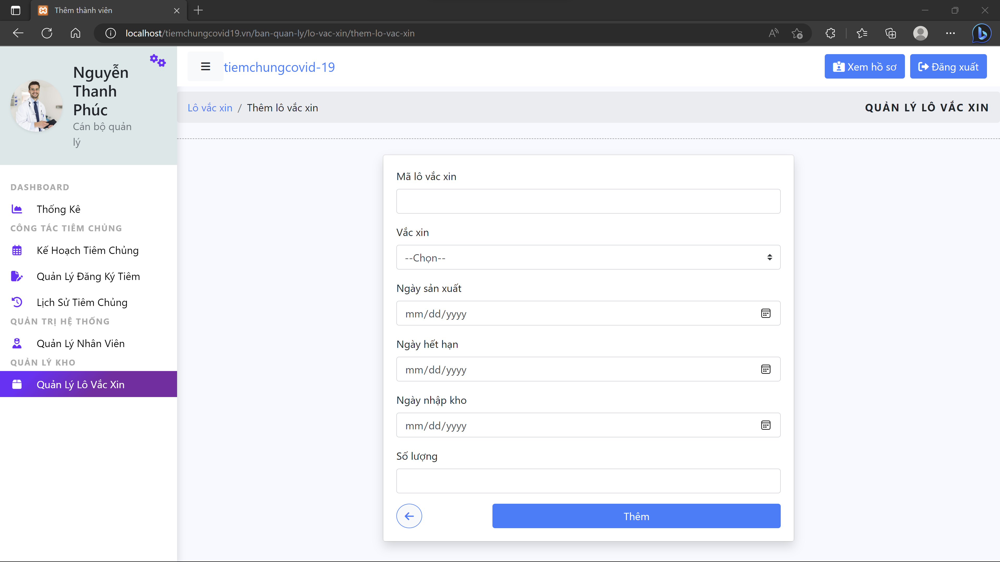 Thêm thành viên
localhost/tiemchungcovid19.vn/ban-quan-ly/lo-vac-xin/them-lo-vac-xin
Nguyễn
Thanh
Phúc
Cán bộ quản
lý
tiemchungcovid-19
Xem hồ sơ
Đăng xuất
Lô vắc xin / Thêm lô vắc xin
QUẢN LÝ LÔ VẮC XIN
DASHBOARD
Thống Kê
CÔNG TÁC TIÊM CHỦNG
Kế Hoạch Tiêm Chủng
Quản Lý Đăng Ký Tiêm
Lịch Sử Tiêm Chủng
QUẢN TRỊ HỆ THỐNG
Quản Lý Nhân Viên
QUẢN LÝ KHO
Quản Lý Lô Vắc Xin
Mã lô vắc xin
Vắc xin
--Chọn--
Ngày sản xuất
mm/dd/yyyy
Ngày hết hạn
mm/dd/yyyy
Ngày nhập kho
mm/dd/yyyy
Số lượng
Thêm